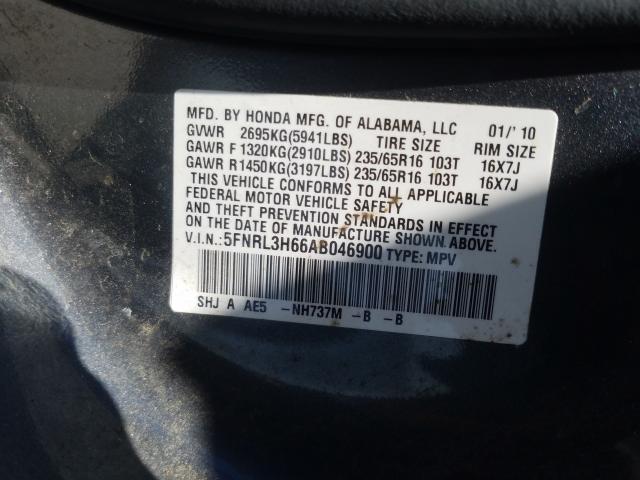 MFD. BY HONDA MFG. OF ALABAMA, LLC 01/'10
GVWR 2695KG(5941LBS) TIRE SIZE RIM SIZE
GAWR F 1320KG(2910LBS) 235/65R16 103T 16X7J
GAWR R1450KG(3197LBS) 235/65R16 103T 16X7J
THIS VEHICLE CONFORMS TO ALL APPLICABLE
FEDERAL MOTOR VEHICLE SAFETY
AND THEFT PREVENTION STANDARDS IN EFFECT
ON THE DATE OF MANUFACTURE SHOWN ABOVE.
V.I.N.:5FNRL3H66AB046900 TYPE: MPV
SHJ A AE5 -NH737M -B -B